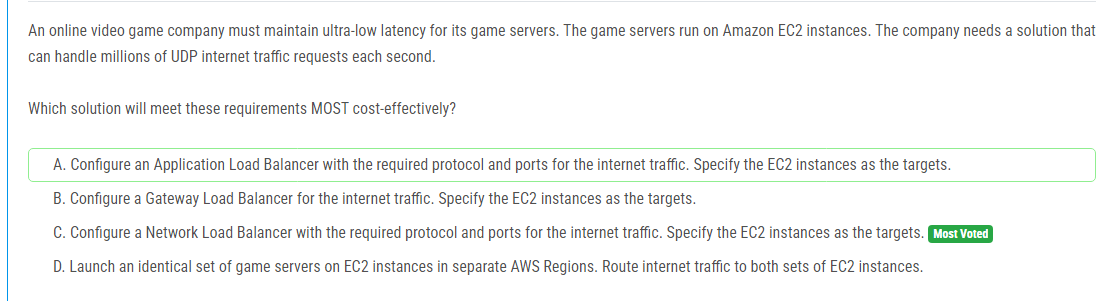 An online video game company must maintain ultra-low latency for its game servers. The game servers run on Amazon EC2 instances. The company needs a solution that
can handle millions of UDP internet traffic requests each second.
Which solution will meet these requirements MOST cost-effectively?
A. Configure an Application Load Balancer with the required protocol and ports for the internet traffic. Specify the EC2 instances as the targets.
B. Configure a Gateway Load Balancer for the internet traffic. Specify the EC2 instances as the targets.
C. Configure a Network Load Balancer with the required protocol and ports for the internet traffic. Specify the EC2 instances as the targets. Most Voted
D. Launch an identical set of game servers on EC2 instances in separate AWS Regions. Route internet traffic to both sets of EC2 instances.